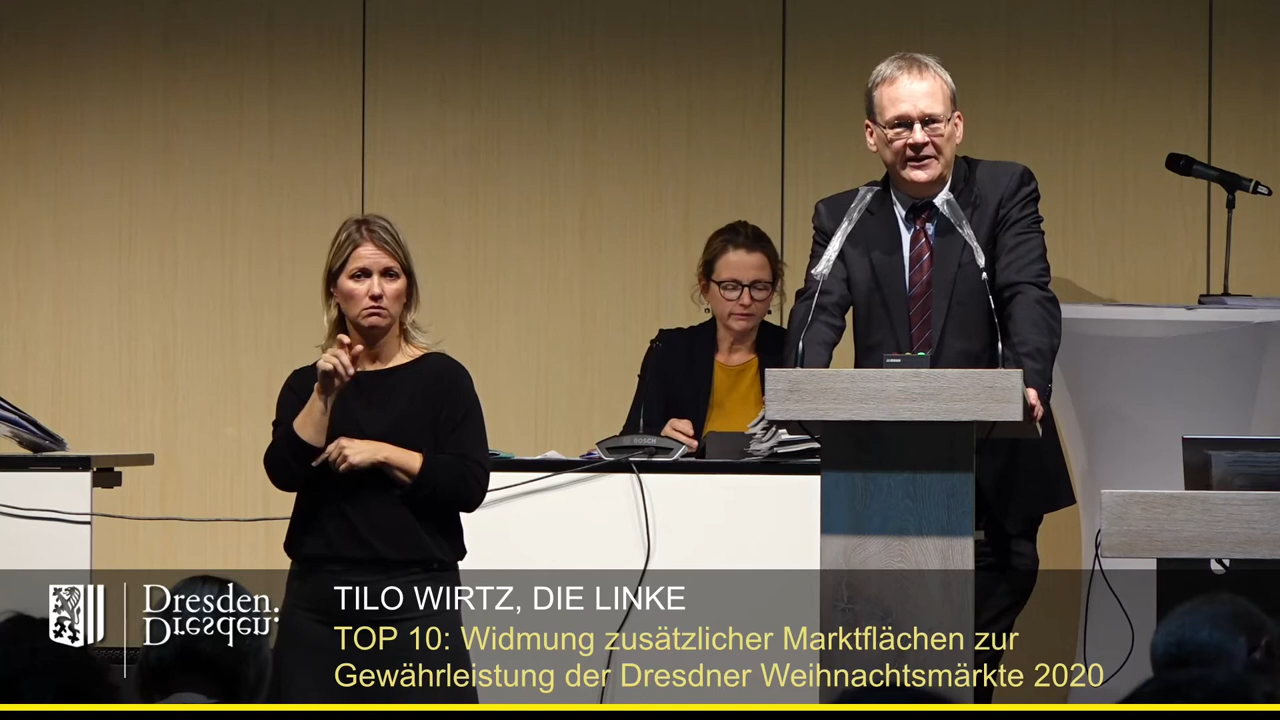 BOSCH
Dresden.
Dresden.
TILO WIRTZ, DIE LINKE
TOP 10: Widmung zusätzlicher Marktflächen zur
Gewährleistung der Dresdner Weihnachtsmärkte 2020